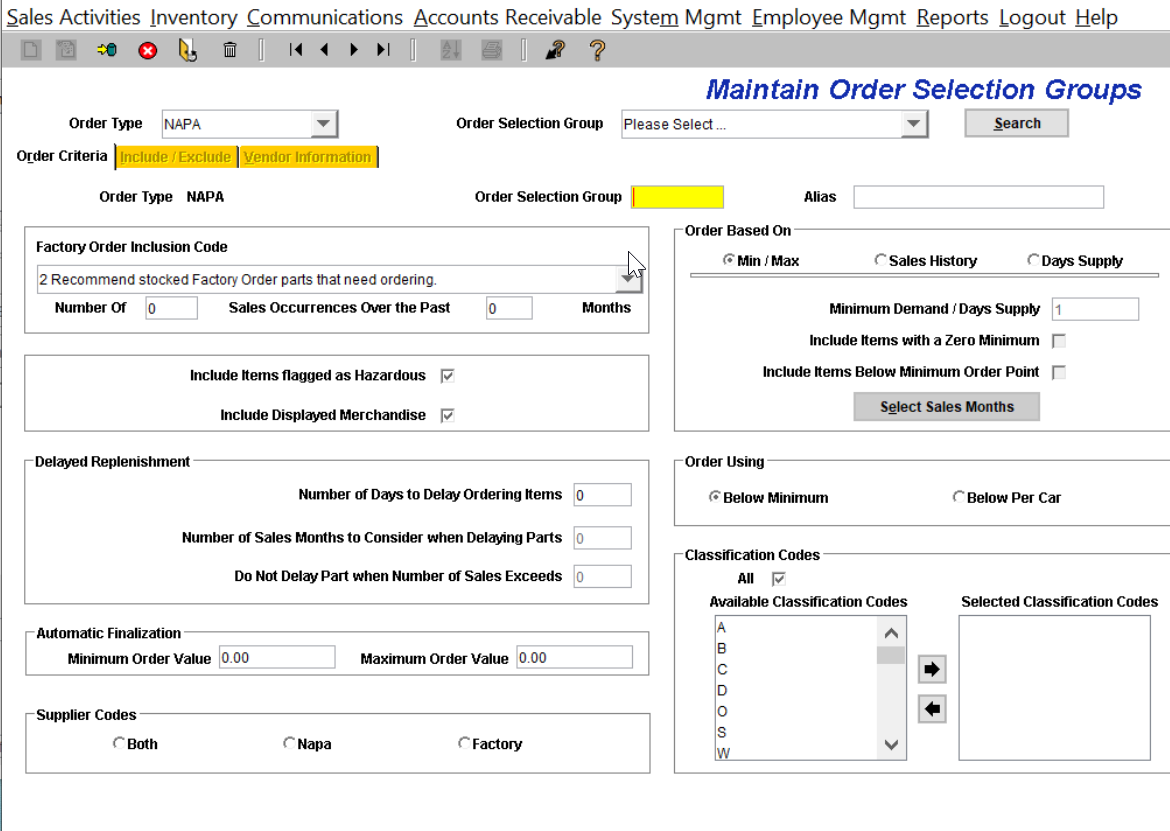 Sales Activities Inventory Communications Accounts Receivable System Mgmt Employee Mgmt Reports Logout Help
Maintain Order Selection Groups
Order Type NAPA Order Selection Group Please Select ... Search
Order Criteria Include / Exclude Vendor Information
Order Type NAPA Order Selection Group Alias
Factory Order Inclusion Code
2 Recommend stocked Factory Order parts that need ordering.
Number Of 0 Sales Occurrences Over the Past 0 Months
Include Items flagged as Hazardous
Include Displayed Merchandise
Order Based On
Min / Max Sales History Days Supply
Minimum Demand / Days Supply 1
Include Items with a Zero Minimum
Include Items Below Minimum Order Point
Select Sales Months
Delayed Replenishment
Number of Days to Delay Ordering Items 0
Number of Sales Months to Consider when Delaying Parts 0
Do Not Delay Part when Number of Sales Exceeds 0
Order Using
Below Minimum Below Per Car
Automatic Finalization
Minimum Order Value 0.00 Maximum Order Value 0.00
Supplier Codes
Both Napa Factory
Classification Codes
All
Available Classification Codes Selected Classification Codes
A
B
C
D
O
S
W